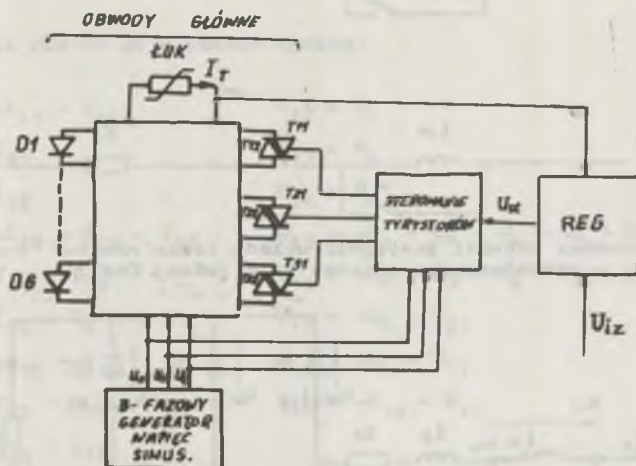 OBWODY GŁÓWNE
ŁUK
I_T
D1
T11
T12
T21
STEROWANIE
TYRYSTORÓW
U_st
REG
D6
T31
U_iz
3-FAZOWY
GENERATOR
NAPIĘĆ
SINUS.